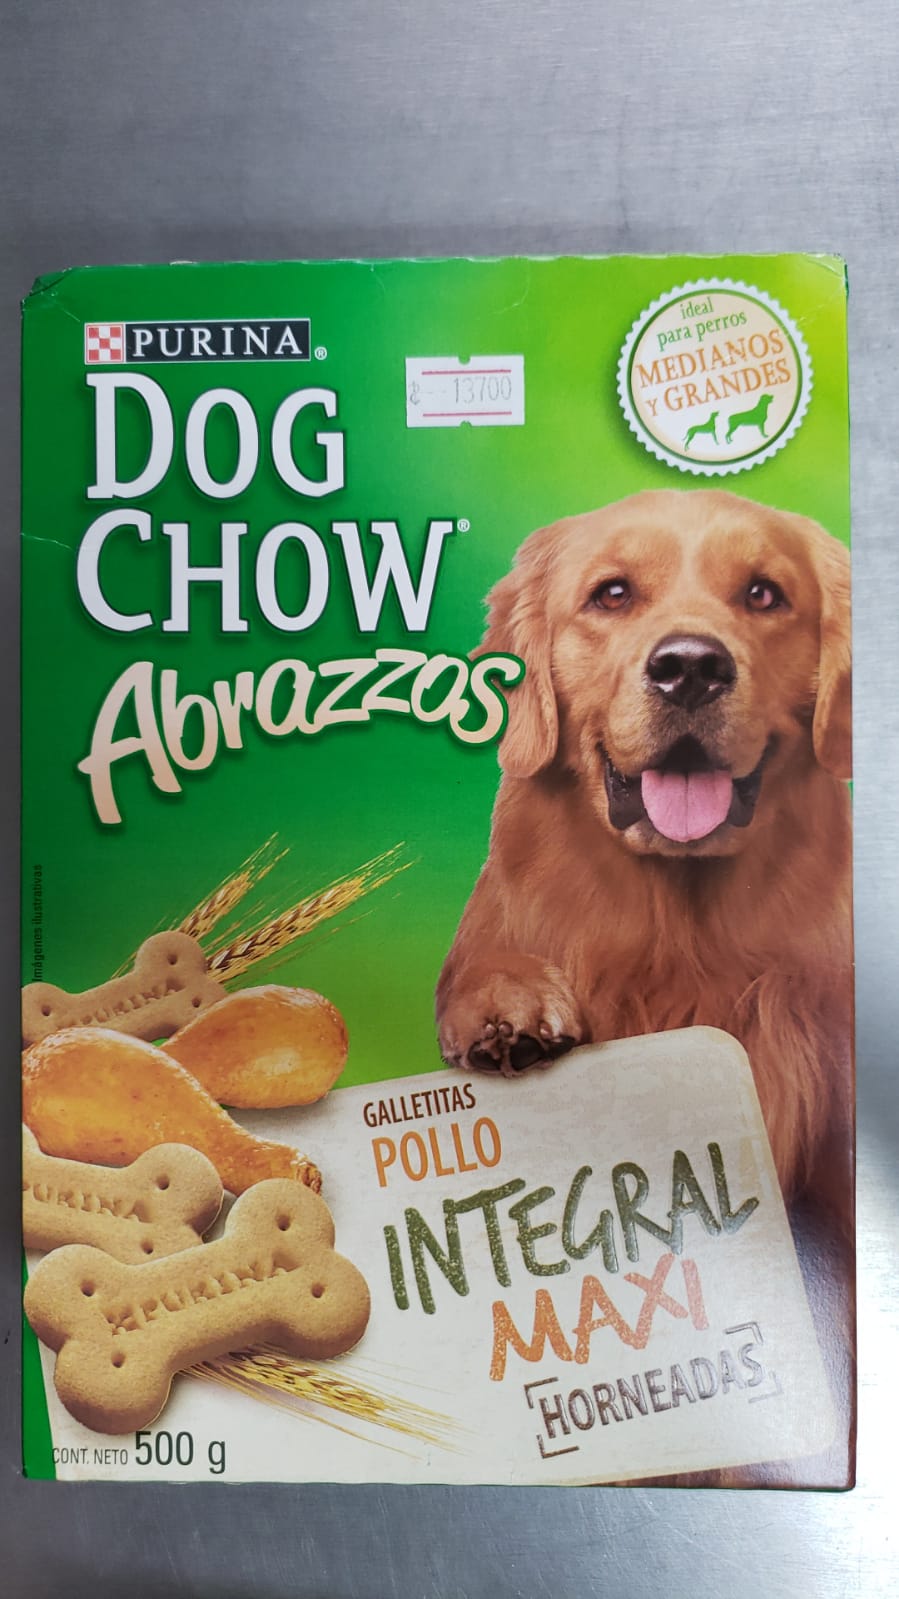 PURINA®
DOG
CHOW®
Abrazzos
13700
ideal
para perros
MEDIANOS
Y GRANDES
Imágenes ilustrativas
PURINA
PURINA
PURINA
GALLETITAS
POLLO
INTEGRAL
MAXI
HORNEADAS
CONT. NETO 500 g